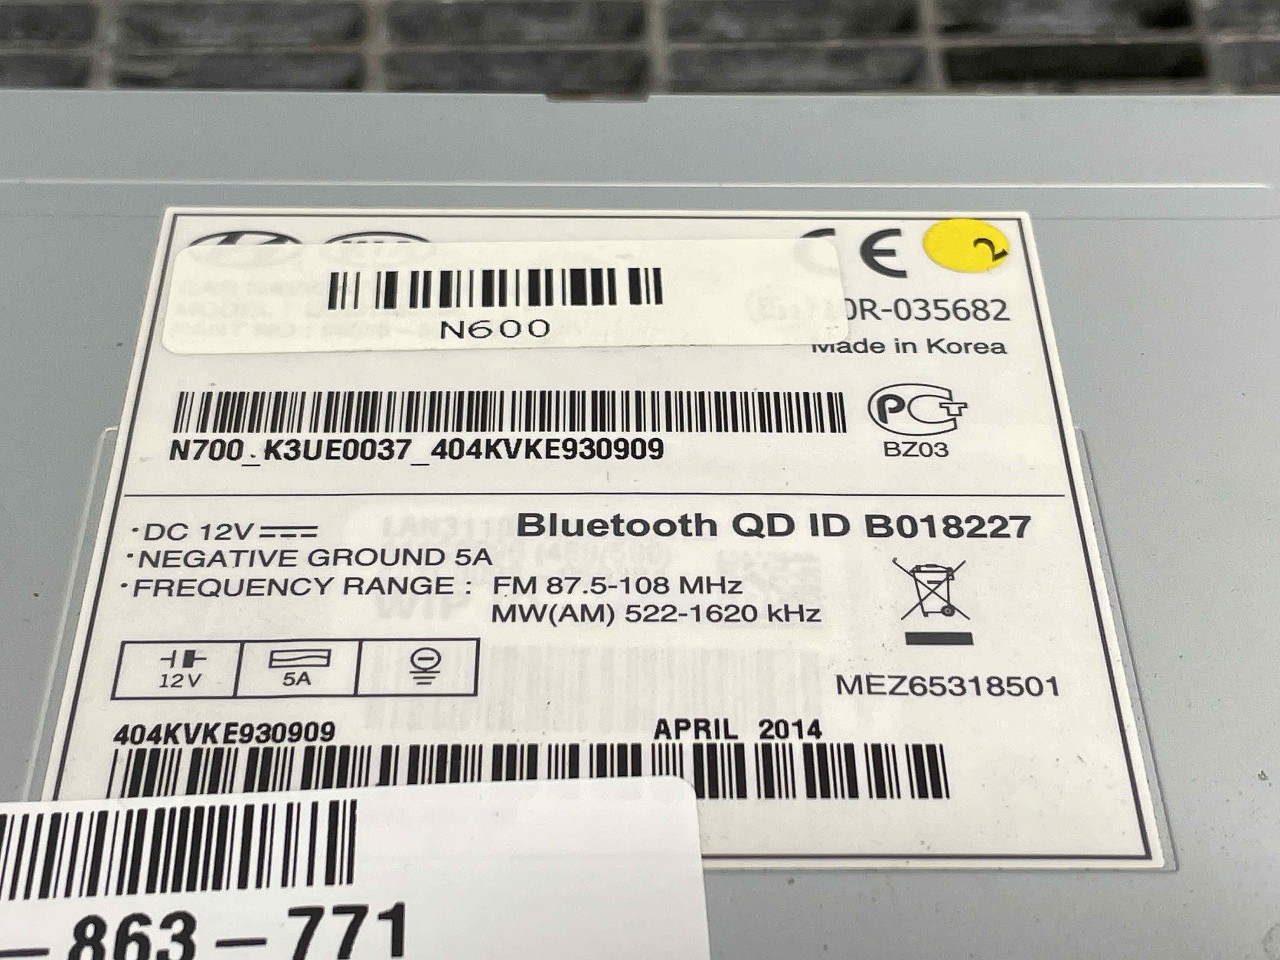 KIA
CE
2
N600
0R-035682
Made in Korea
N700_K3UE0037_404KVKE930909
BZ03
·DC 12V
Bluetooth QD ID B018227
·NEGATIVE GROUND 5A
·FREQUENCY RANGE : FM 87.5-108 MHz
MW(AM) 522-1620 kHz
12V
5A
MEZ65318501
404KVKE930909
APRIL 2014
-863-771